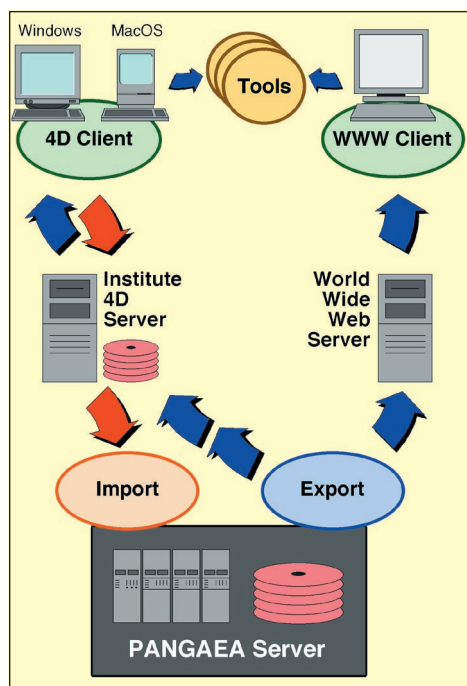 Windows MacOS
Tools
4D Client
WWW Client
Institute
4D
Server
World
Wide
Web
Server
Import
Export
PANGAEA Server